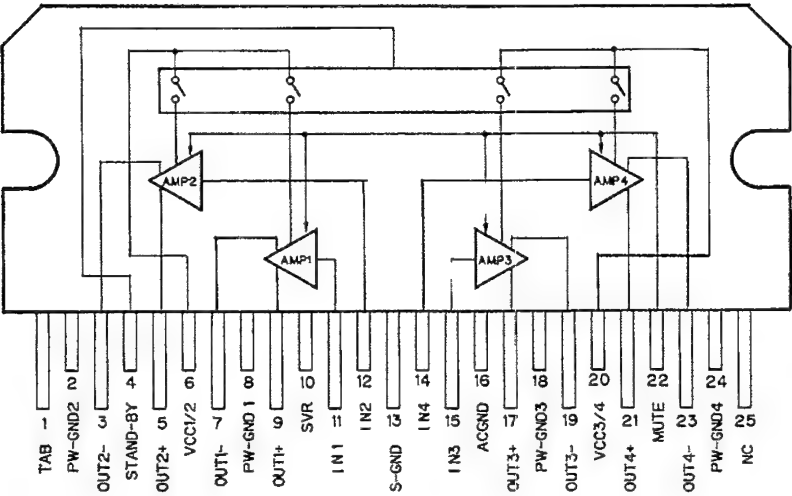 AMP2
AMP4
AMP1
AMP3
1
2
3
4
5
6
7
8
9
10
11
12
13
14
15
16
17
18
19
20
21
22
23
24
25
TAB
PW-GND2
OUT2-
STAND-BY
OUT2+
VCC1/2
OUT1-
PW-GND 1
OUT1+
SVR
IN1
IN2
S-GND
IN4
IN3
ACGND
OUT3+
PW-GND3
OUT3-
VCC3/4
OUT4+
MUTE
OUT4-
PW-GND4
NC